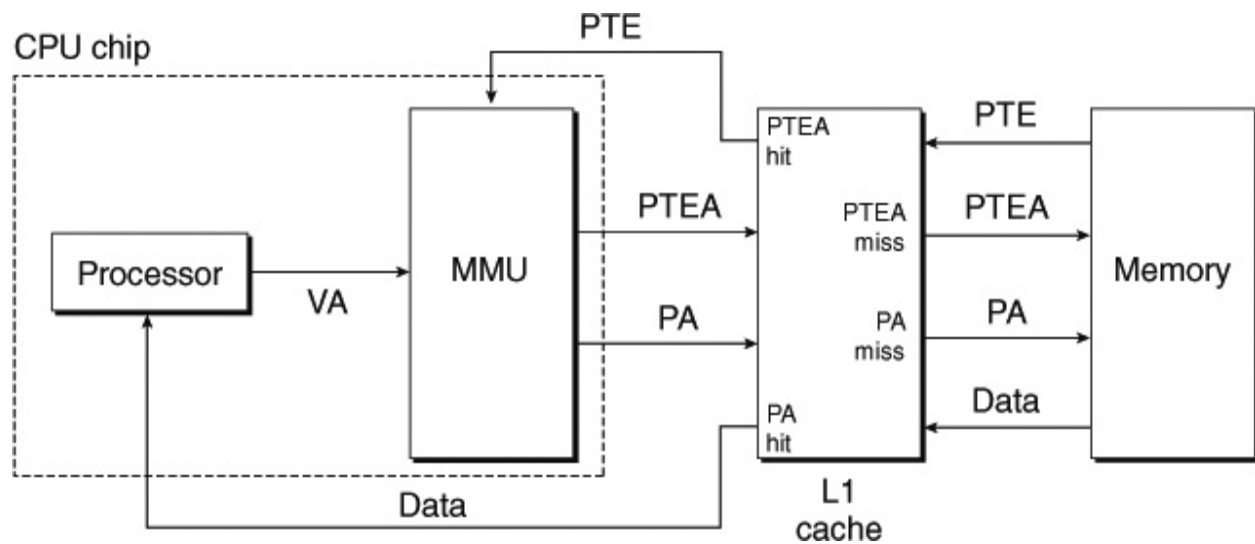 PTE
CPU chip
PTEA
hit
PTE
PTEA
PTEA
miss
PTEA
Processor
VA
MMU
Memory
PA
PA
miss
PA
PA
hit
Data
Data
L1
cache